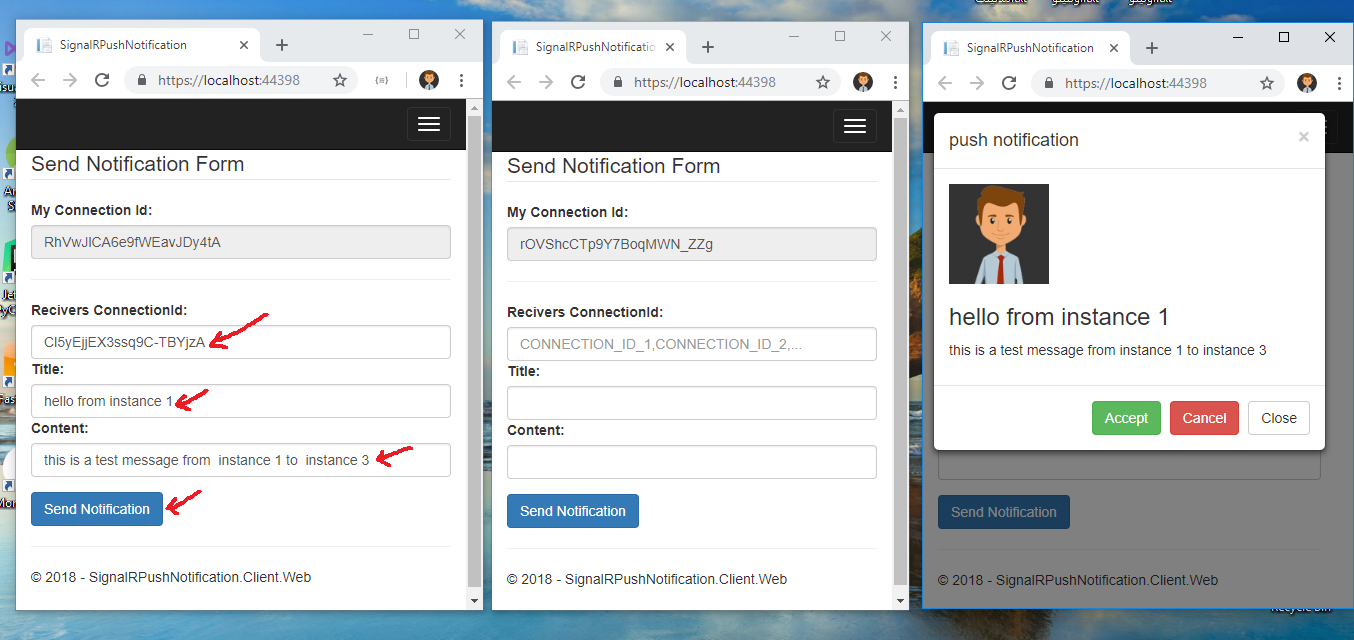 SignalRPushNotification
https://localhost:44398
Send Notification Form
My Connection Id:
RhVwJICA6e9fWEavJDy4tA
Recivers ConnectionId:
CI5yEjjEX3ssq9C-TBYjzA
Title:
hello from instance 1
Content:
this is a test message from  instance 1 to  instance 3
Send Notification
© 2018 - SignalRPushNotification.Client.Web
SignalRPushNotificatio
https://localhost:44398
Send Notification Form
My Connection Id:
rOVShcCTp9Y7BoqMWN_ZZg
Recivers ConnectionId:
CONNECTION_ID_1,CONNECTION_ID_2,...
Title:
Content:
Send Notification
© 2018 - SignalRPushNotification.Client.Web
SignalRPushNotification
https://localhost:44398
push notification
×
hello from instance 1
this is a test message from instance 1 to instance 3
Accept
Cancel
Close
Send Notification
© 2018 - SignalRPushNotification.Client.Web
Recycle Bin